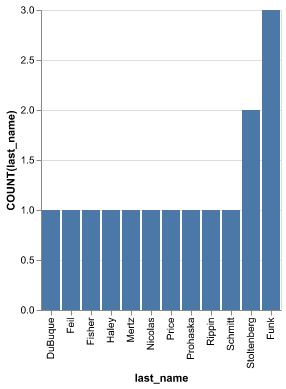 3.0
2.5
2.0
1.5
1.0
0.5
0.0
COUNT(last_name)
DuBuque
Feil
Fisher
Haley
Mertz
Nicolas
Price
Prohaska
Rippin
Schmitt
Stoltenberg
Funk
last_name